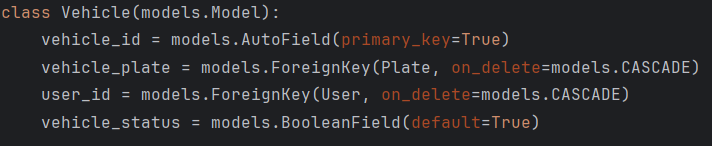 class Vehicle(models.Model):
    vehicle_id = models.AutoField(primary_key=True)
    vehicle_plate = models.ForeignKey(Plate, on_delete=models.CASCADE)
    user_id = models.ForeignKey(User, on_delete=models.CASCADE)
    vehicle_status = models.BooleanField(default=True)